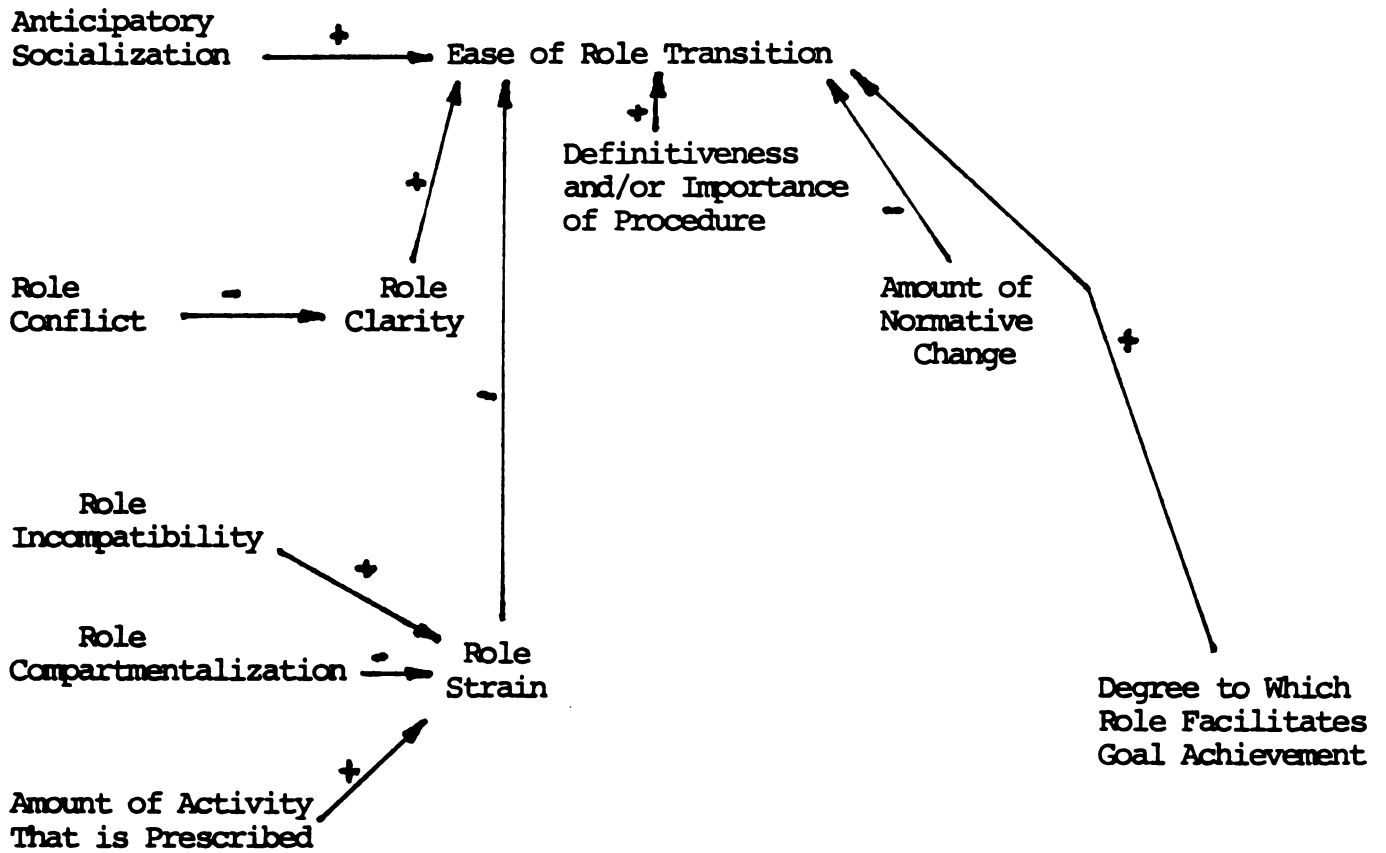 Anticipatory
Socialization
+
Ease of Role Transition
+
Definitiveness
and/or Importance
of Procedure
+
-
Role
Conflict
-
Role
Clarity
Amount of
Normative
Change
+
-
Role
Incompatibility
+
Role
Compartmentalization
-
Role
Strain
Degree to Which
Role Facilitates
Goal Achievement
+
Amount of Activity
That is Prescribed